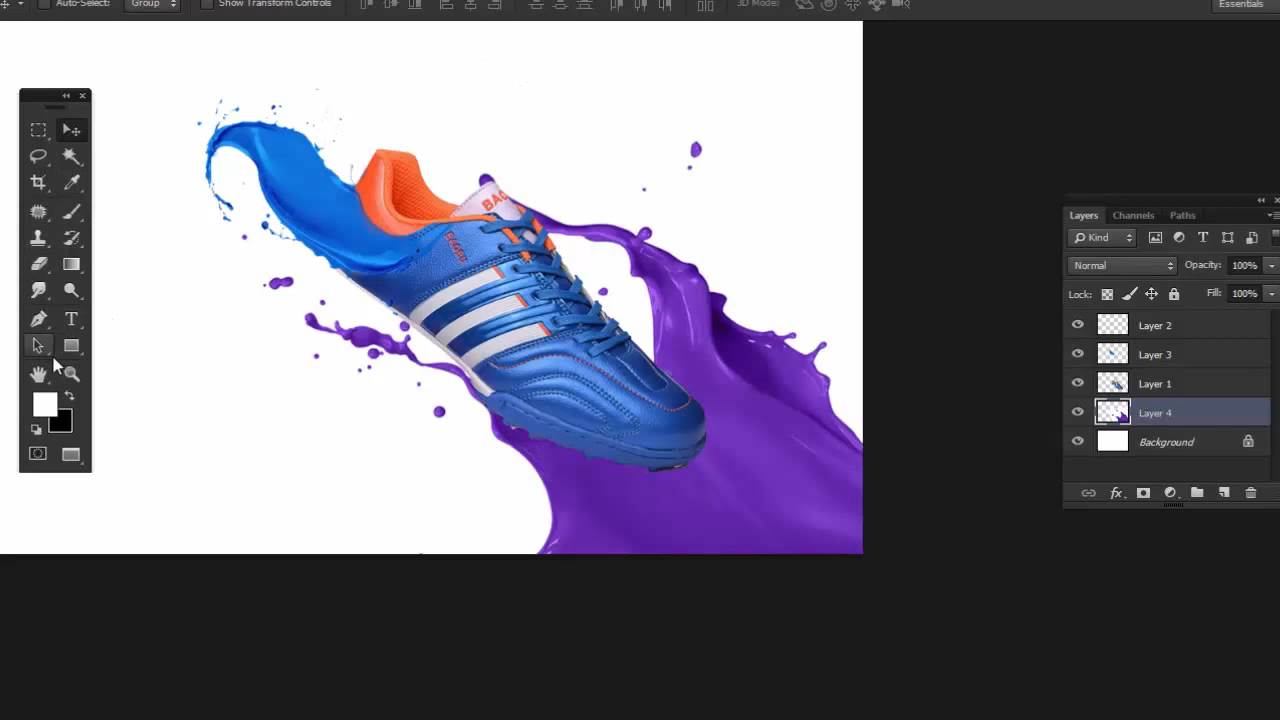 Auto-Select:
Group
Show Transform Controls
3D Mode:
Essentials
Layers
Channels
Paths
Kind
Normal
Opacity: 100%
Lock:
Fill: 100%
Layer 2
Layer 3
Layer 1
Layer 4
Background
fx
T